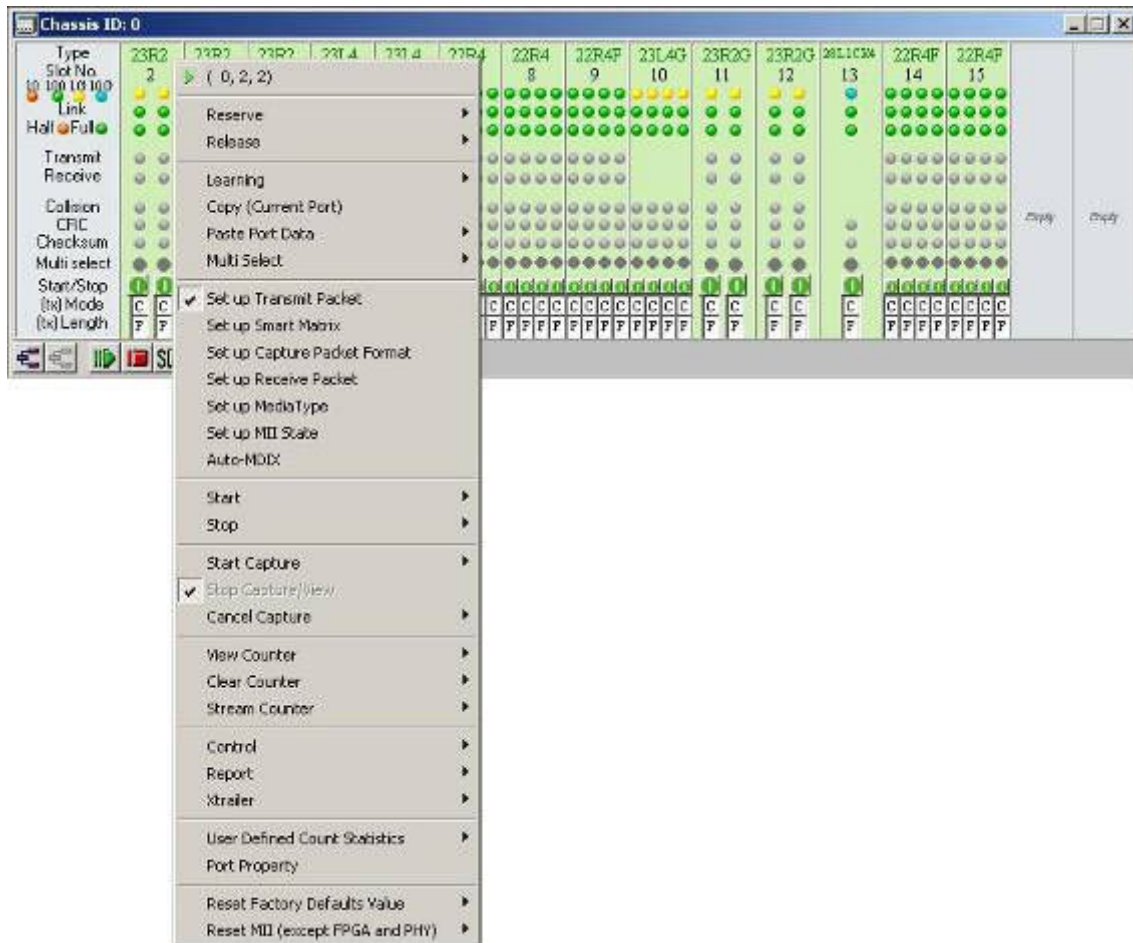 Chassis ID: 0
Type 23R2 22R4 22R4F 23L4G 23R2G 23R2G 22R4F 22R4F
Slot No. 2 8 9 10 11 12 13 14 15
10 100 1G 10G
Link
Half Full
Transmit
Receive
Collision
CRC
Checksum
Multi select
Start/Stop
(tx) Mode C C C C C C C C C C C C C C C C C C C C C C C C C C C
(tx) Length F F F F F F F F F F F F F F F F F F F F F F F F F F F
Empty Empty
( 0, 2, 2)
Reserve
Release
Learning
Copy (Current Port)
Paste Port Data
Multi Select
Set up Transmit Packet
Set up Smart Matrix
Set up Capture Packet Format
Set up Receive Packet
Set up MediaType
Set up MII State
Auto-MDIX
Start
Stop
Start Capture
Stop Capture/View
Cancel Capture
View Counter
Clear Counter
Stream Counter
Control
Report
Xtrailer
User Defined Count Statistics
Port Property
Reset Factory Defaults Value
Reset MII (except FPGA and PHY)